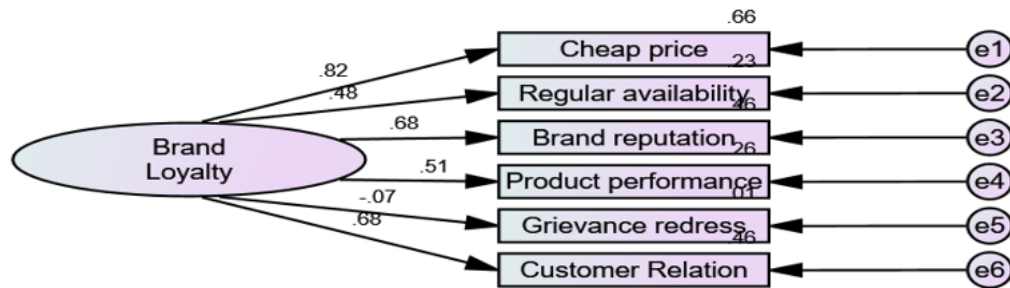 .66
Cheap price
e1
.82
.23
.48
Regular availability
e2
.46
.68
Brand reputation
e3
Brand
Loyalty
.26
.51
Product performance
e4
.01
-.07
Grievance redress
e5
.68
.46
Customer Relation
e6